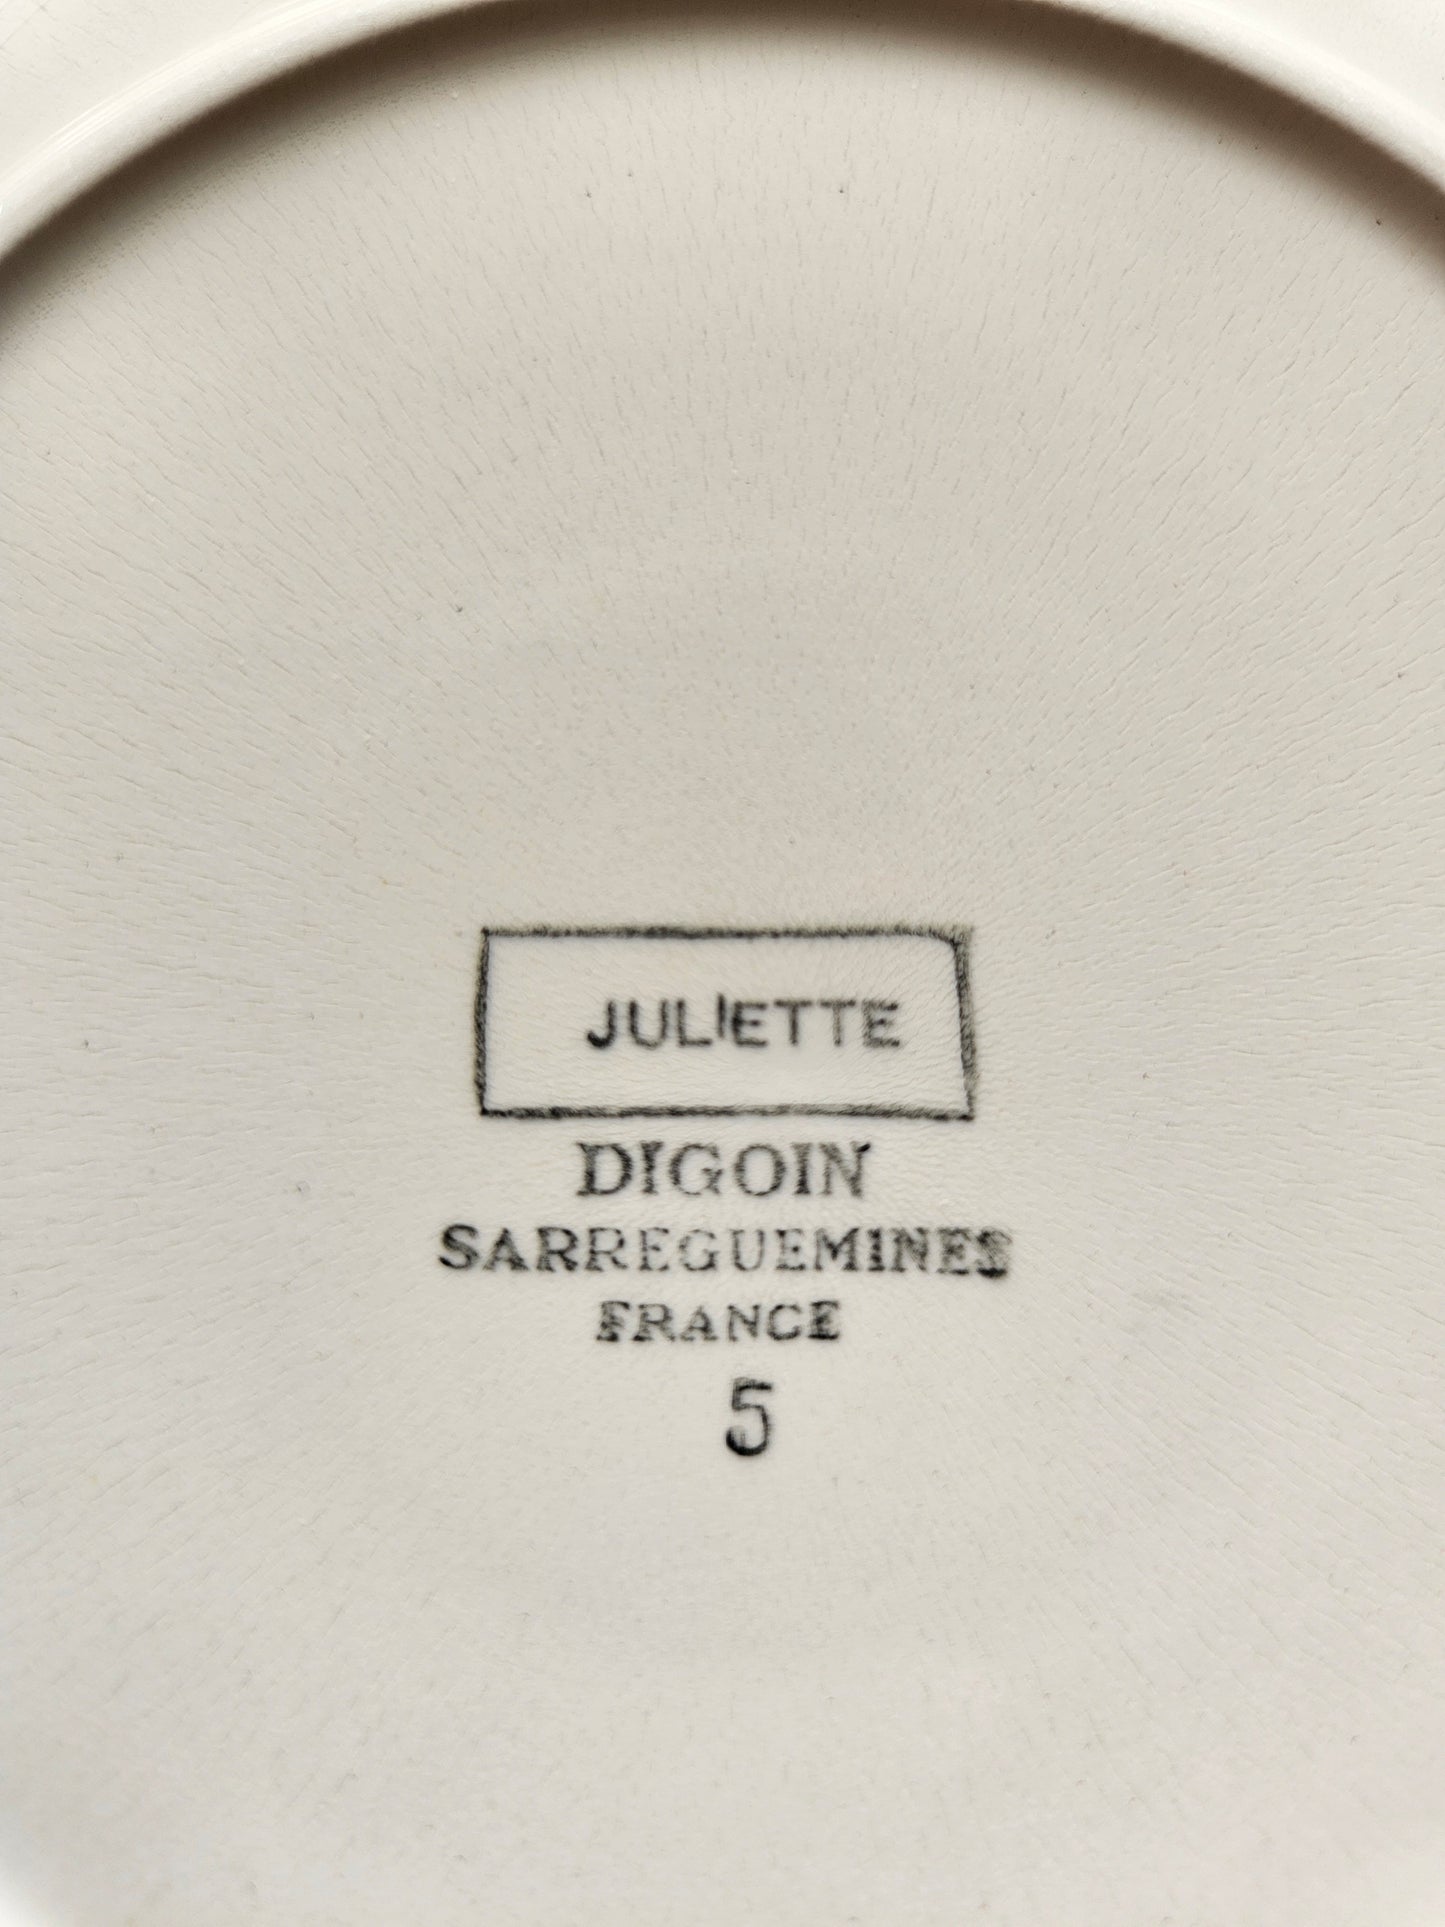 JULIETTE
DIGOIN
SARREGUEMINES
FRANCE
5